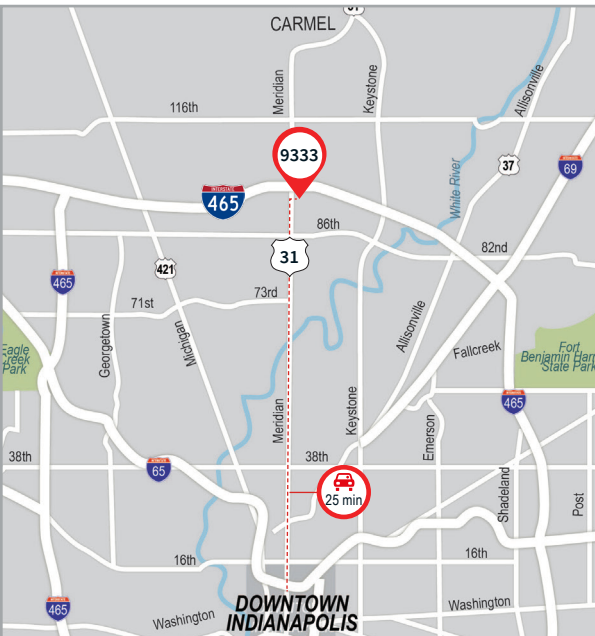 31
CARMEL
Meridian
Keystone
Allisonville
116th
9333
37
69
White River
INTERSTATE
465
86th
31
82nd
421
465
73rd
71st
Georgetown
Michigan
Allisonville
Eagle
Creek
Park
Fallcreek
Fort
Benjamin Harr
State Park
465
Meridian
Keystone
Emerson
38th
38th
65
25 min
Shadeland
Post
16th
16th
465
DOWNTOWN
INDIANAPOLIS
Washington
Washington